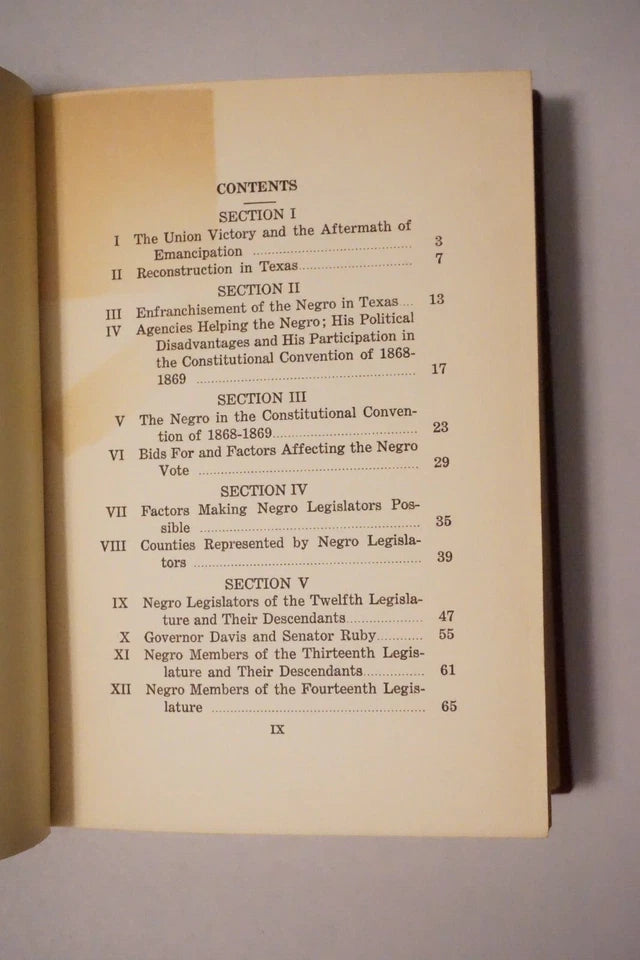 CONTENTS
SECTION I
I The Union Victory and the Aftermath of
Emancipation ........................................ 3
II Reconstruction in Texas............................ 7
SECTION II
III Enfranchisement of the Negro in Texas.... 13
IV Agencies Helping the Negro; His Political
Disadvantages and His Participation in
the Constitutional Convention of 1868-
1869 ........................................................ 17
SECTION III
V The Negro in the Constitutional Conven-
tion of 1868-1869.................................... 23
VI Bids For and Factors Affecting the Negro
Vote ........................................................ 29
SECTION IV
VII Factors Making Negro Legislators Pos-
sible ........................................................ 35
VIII Counties Represented by Negro Legisla-
tors .......................................................... 39
SECTION V
IX Negro Legislators of the Twelfth Legisla-
ture and Their Descendants................... 47
X Governor Davis and Senator Ruby............ 55
XI Negro Members of the Thirteenth Legis-
lature and Their Descendants................ 61
XII Negro Members of the Fourteenth Legis-
lature ...................................................... 65
IX